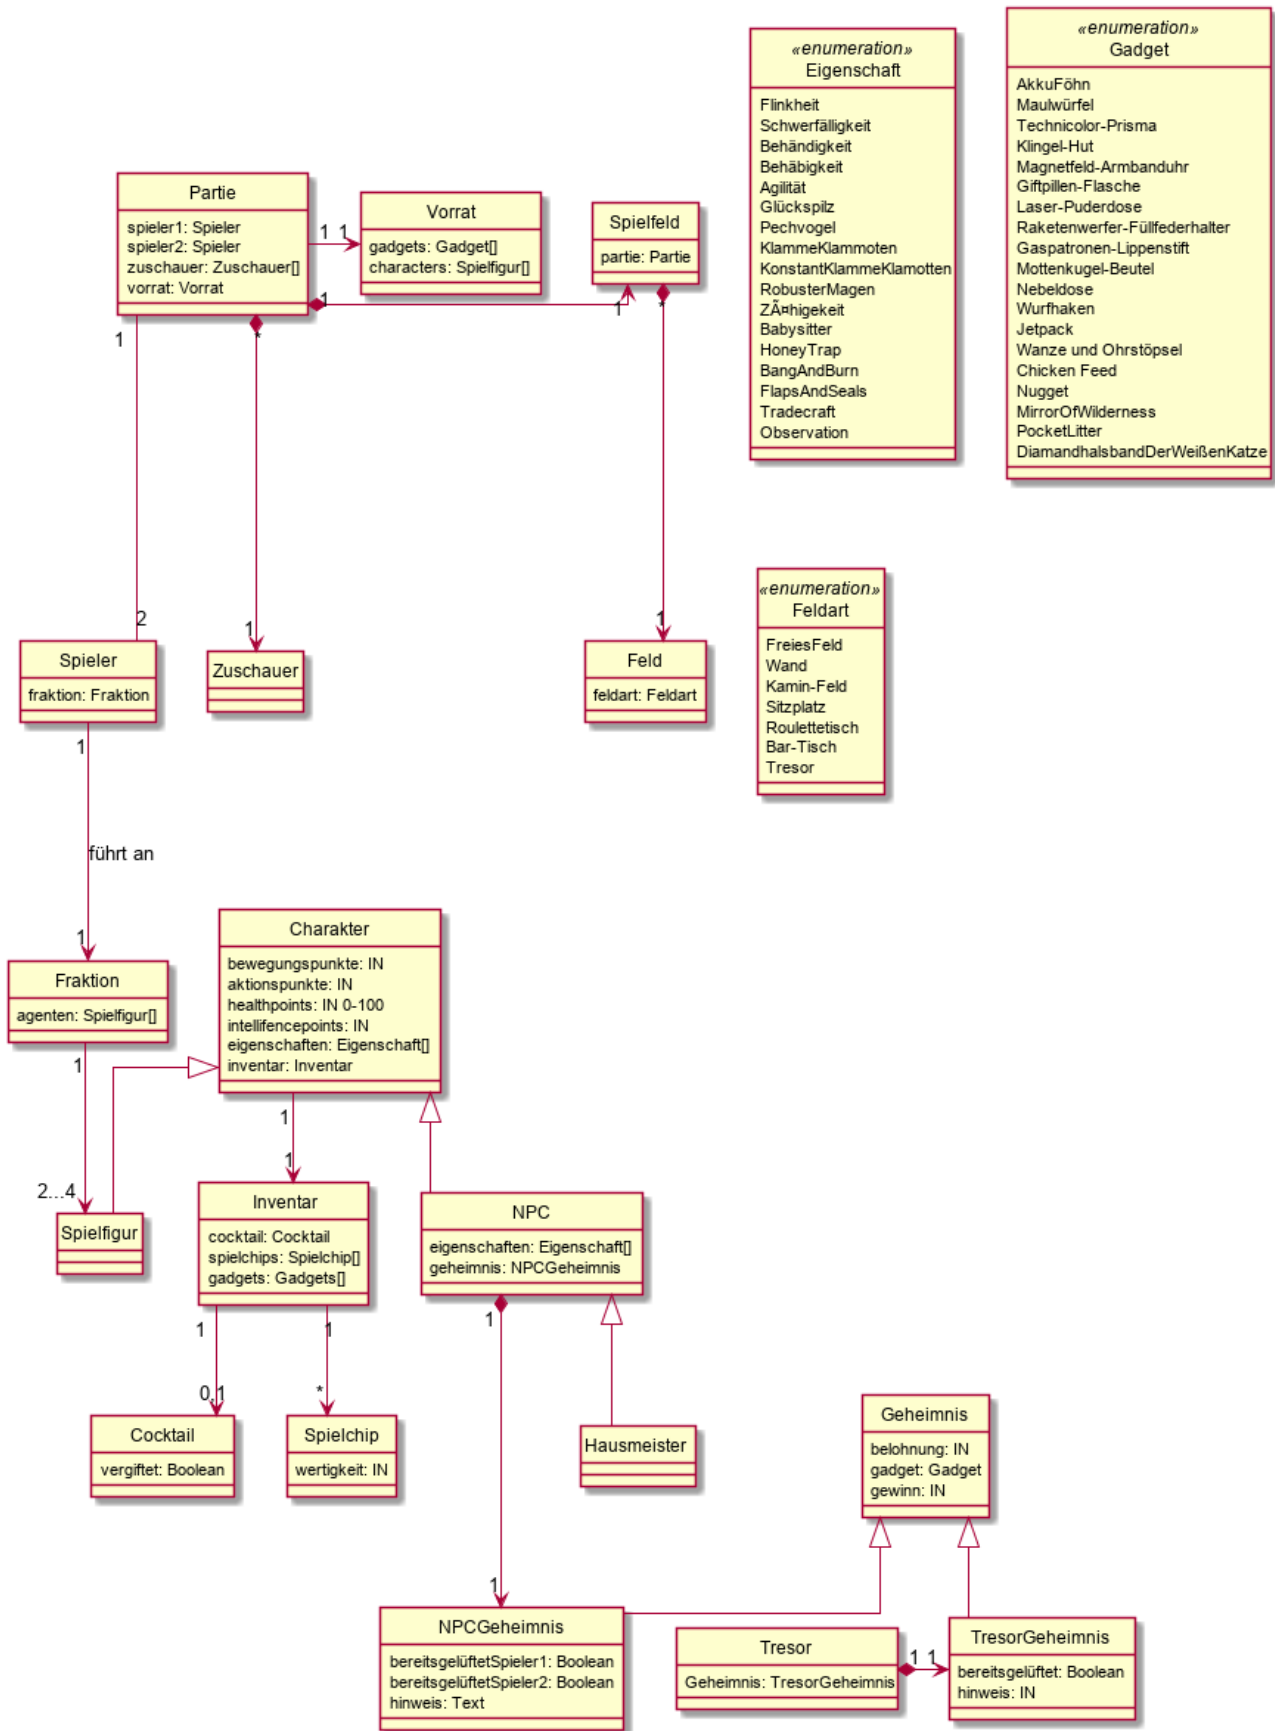 «enumeration»
Eigenschaft
Flinkheit
Schwerfälligkeit
Behändigkeit
Behäbigkeit
Agilität
Glückspilz
Pechvogel
KlammeKlammoten
KonstantKlammeKlamotten
RobusterMagen
ZÃ¤higekeit
Babysitter
HoneyTrap
BangAndBurn
FlapsAndSeals
Tradecraft
Observation
«enumeration»
Gadget
AkkuFöhn
Maulwürfel
Technicolor-Prisma
Klingel-Hut
Magnetfeld-Armbanduhr
Giftpillen-Flasche
Laser-Puderdose
Raketenwerfer-Füllfederhalter
Gaspatronen-Lippenstift
Mottenkugel-Beutel
Nebeldose
Wurfhaken
Jetpack
Wanze und Ohrstöpsel
Chicken Feed
Nugget
MirrorOfWilderness
PocketLitter
DiamandhalsbandDerWeißenKatze
Partie
spieler1: Spieler
spieler2: Spieler
zuschauer: Zuschauer[]
vorrat: Vorrat
1 1
Vorrat
gadgets: Gadget[]
characters: Spielfigur[]
Spielfeld
partie: Partie
1
1
*
*
1
2
1
1
«enumeration»
Feldart
FreiesFeld
Wand
Kamin-Feld
Sitzplatz
Roulettetisch
Bar-Tisch
Tresor
Spieler
fraktion: Fraktion
Zuschauer
Feld
feldart: Feldart
1
führt an
1
Fraktion
agenten: Spielfigur[]
Charakter
bewegungspunkte: IN
aktionspunkte: IN
healthpoints: IN 0-100
intellifencepoints: IN
eigenschaften: Eigenschaft[]
inventar: Inventar
1
2...4
1
1
Spielfigur
Inventar
cocktail: Cocktail
spielchips: Spielchip[]
gadgets: Gadgets[]
NPC
eigenschaften: Eigenschaft[]
geheimnis: NPCGeheimnis
1
1
1
0,1
*
Cocktail
vergiftet: Boolean
Spielchip
wertigkeit: IN
Hausmeister
Geheimnis
belohnung: IN
gadget: Gadget
gewinn: IN
1
NPCGeheimnis
bereitsgelüftetSpieler1: Boolean
bereitsgelüftetSpieler2: Boolean
hinweis: Text
Tresor
Geheimnis: TresorGeheimnis
1 1
TresorGeheimnis
bereitsgelüftet: Boolean
hinweis: IN